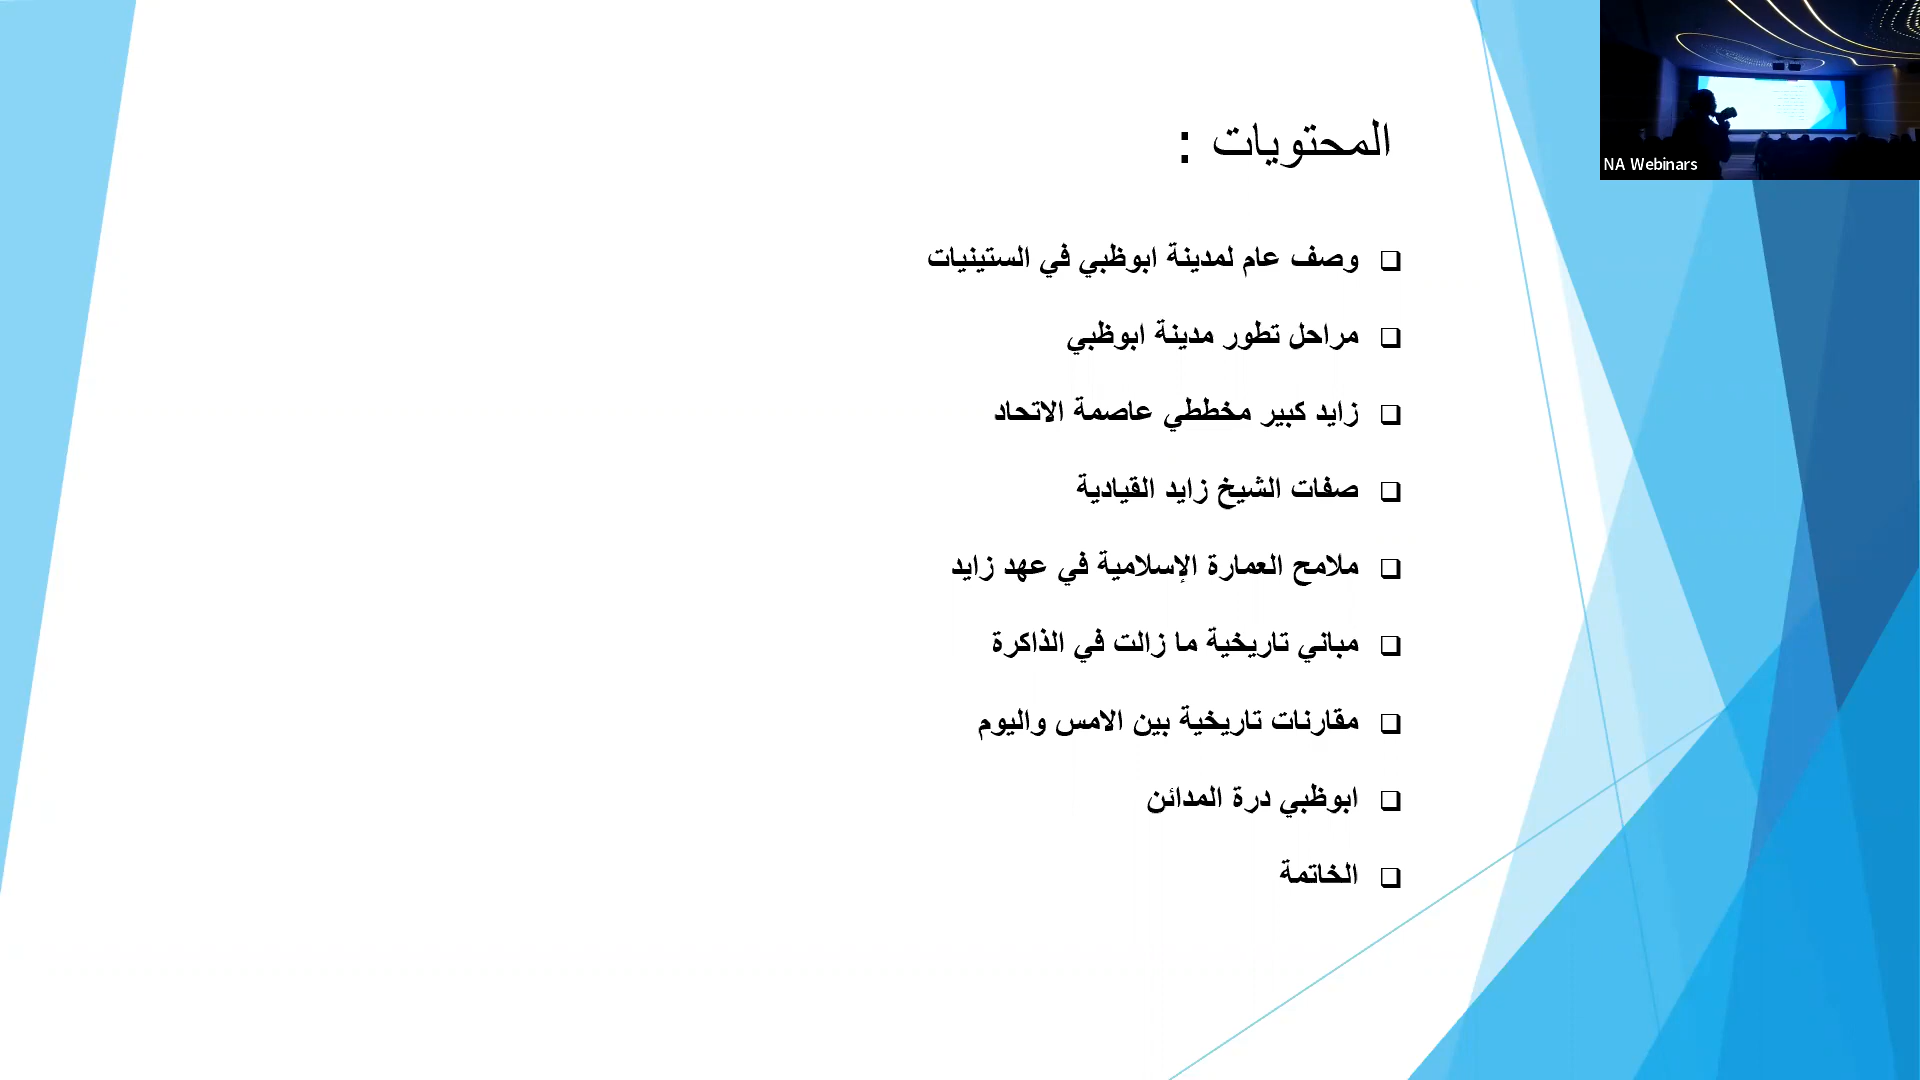 المحتويات :
وصف عام لمدينة ابوظبي في الستينيات
مراحل تطور مدينة ابوظبي
زايد كبير مخططي عاصمة الاتحاد
صفات الشيخ زايد القيادية
ملامح العمارة الإسلامية في عهد زايد
مباني تاريخية ما زالت في الذاكرة
مقارنات تاريخية بين الامس واليوم
ابوظبي درة المدائن
الخاتمة
NA Webinars